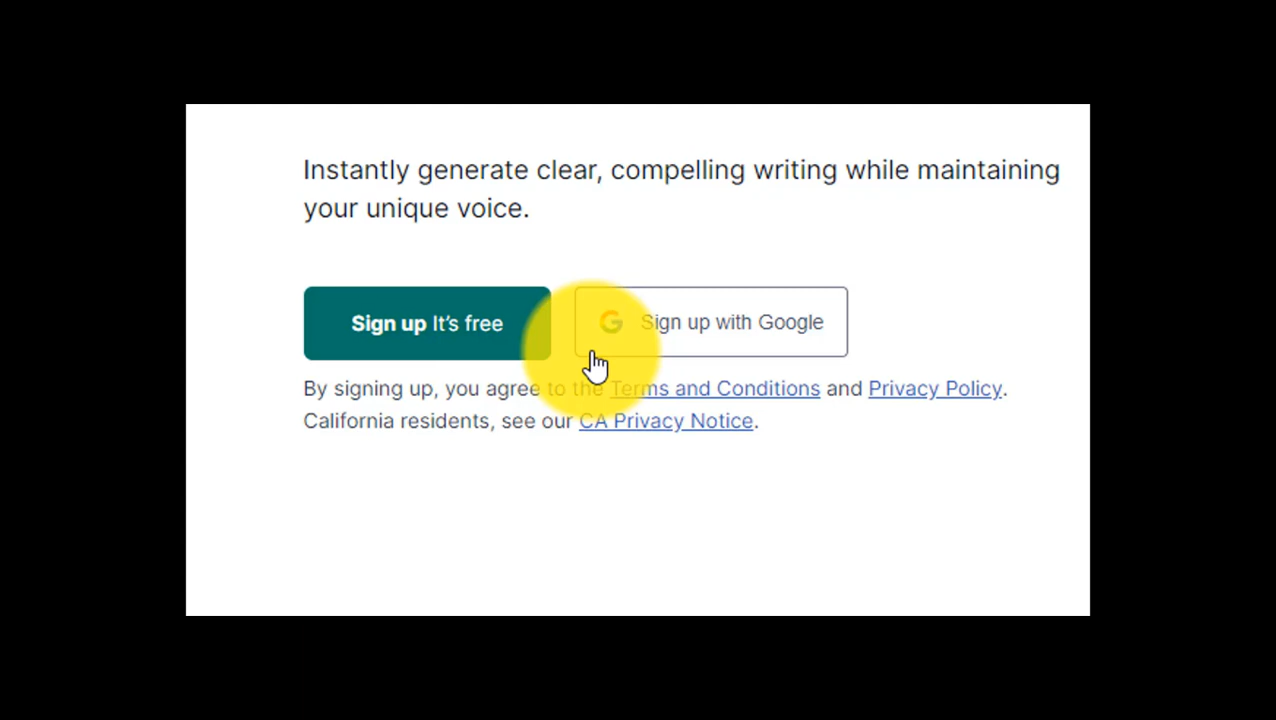 Instantly generate clear, compelling writing while maintaining
your unique voice.
Sign up It's free
Sign up with Google
By signing up, you agree to the Terms and Conditions and Privacy Policy.
California residents, see our CA Privacy Notice.